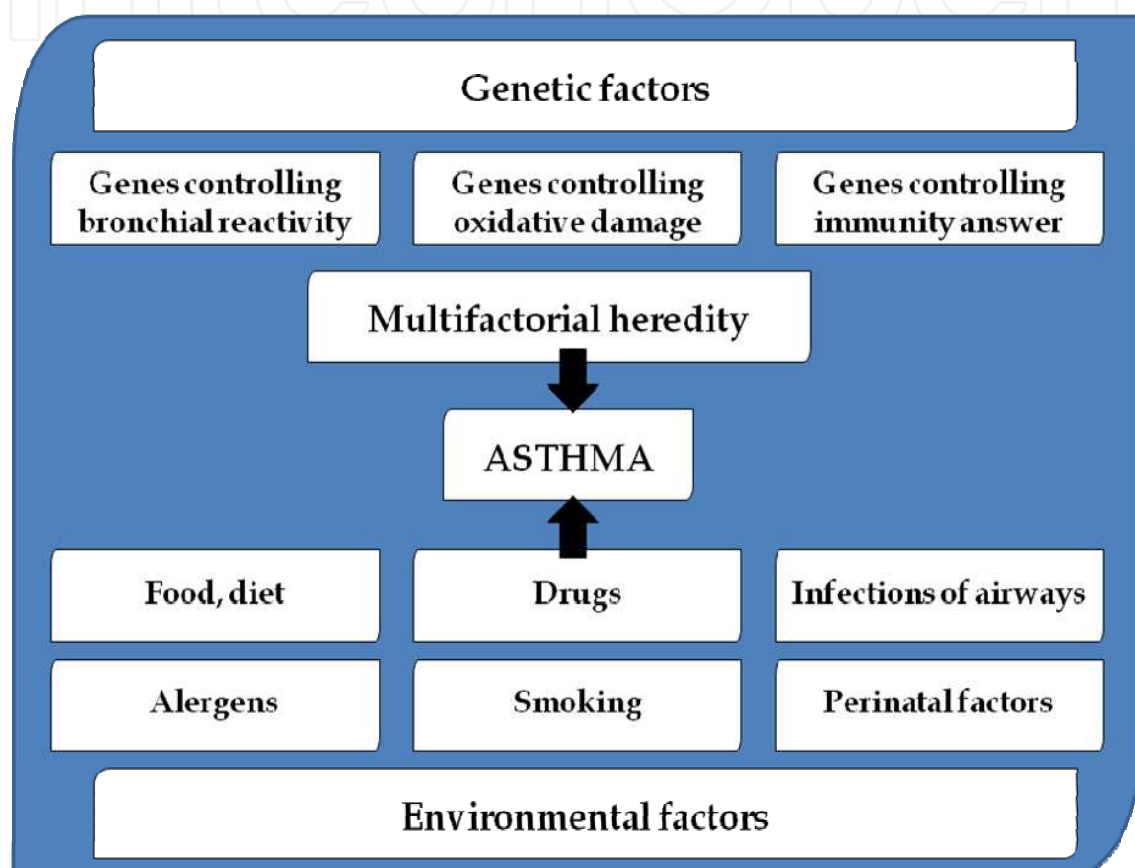 Genetic factors
Genes controlling
bronchial reactivity
Genes controlling
oxidative damage
Genes controlling
immunity answer
Multifactorial heredity
ASTHMA
Food, diet
Drugs
Infections of airways
Alergens
Smoking
Perinatal factors
Environmental factors